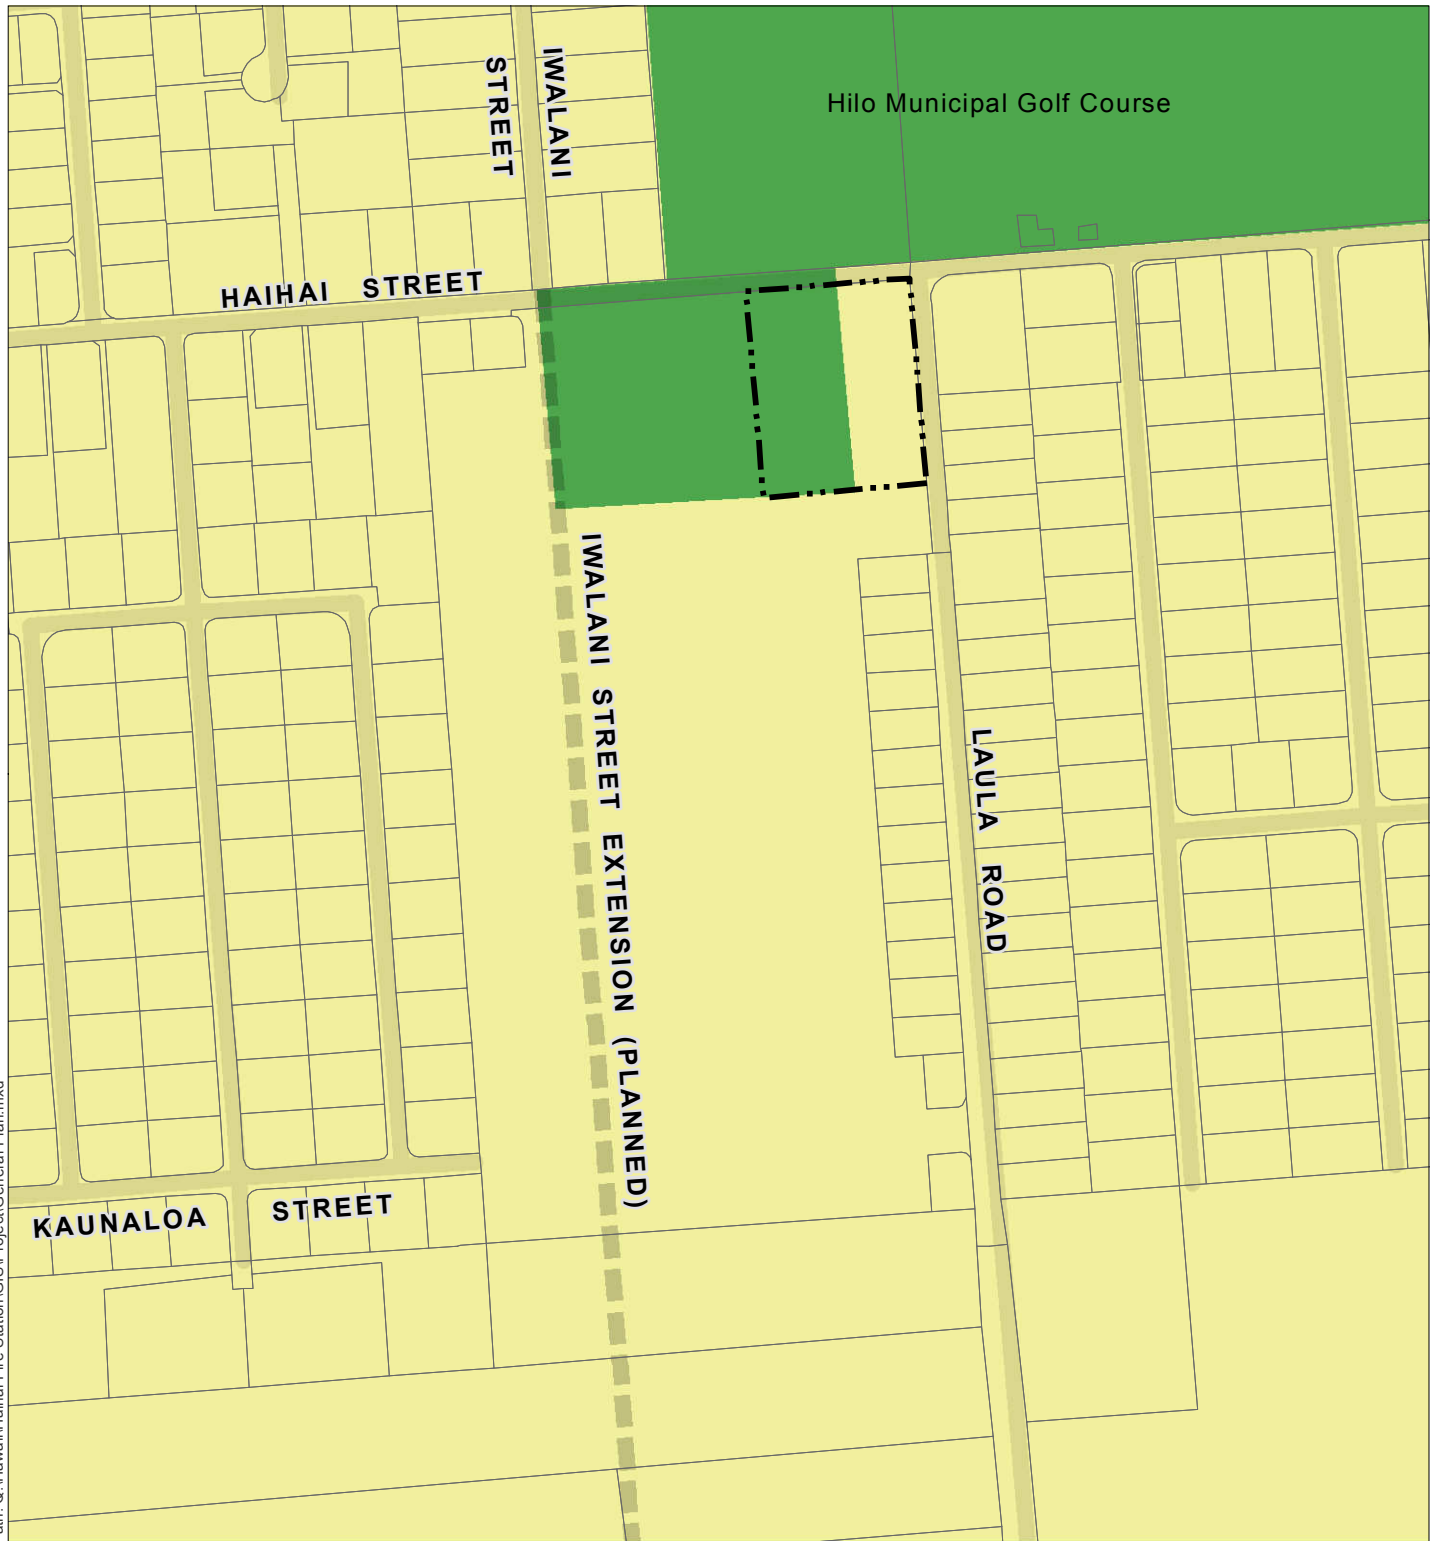 IWALANI
STREET
Hilo Municipal Golf Course
HAIHAI STREET
IWALANI STREET EXTENSION (PLANNED)
LAULA ROAD
KAUNALOA STREET